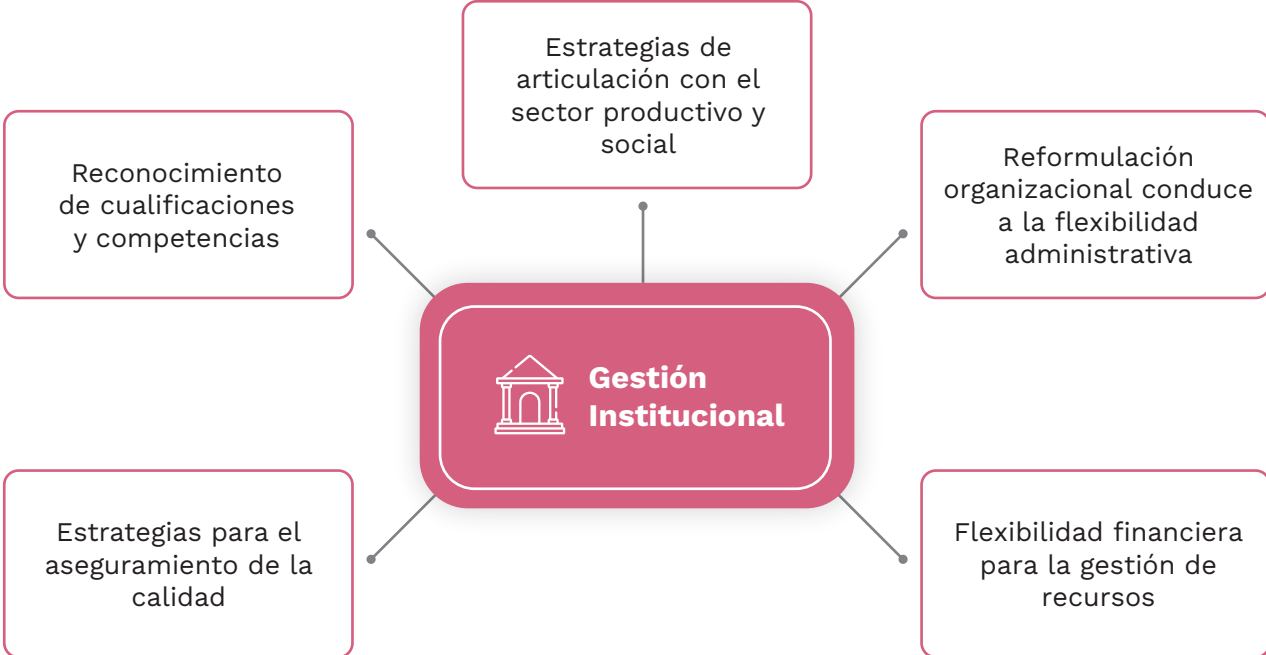 Estrategias de
articulación con el
sector productivo y
social
Reconocimiento
de cualificaciones
y competencias
Reformulación
organizacional conduce
a la flexibilidad
administrativa
Gestión
Institucional
Estrategias para el
aseguramiento de la
calidad
Flexibilidad financiera
para la gestión de
recursos